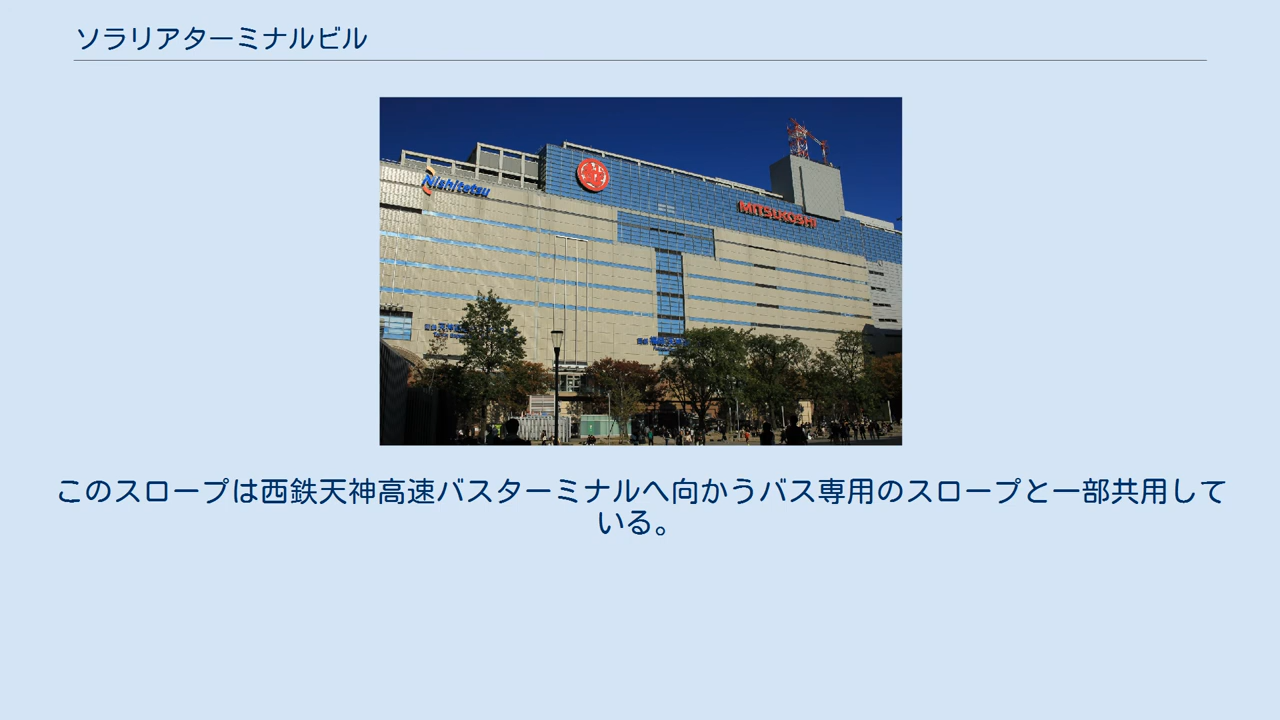 ソラリアターミナルビル
Nishitetsu
MITSUKOSHI
このスロープは西鉄天神高速バスターミナルへ向かうバス専用のスロープと一部共用して
いる。